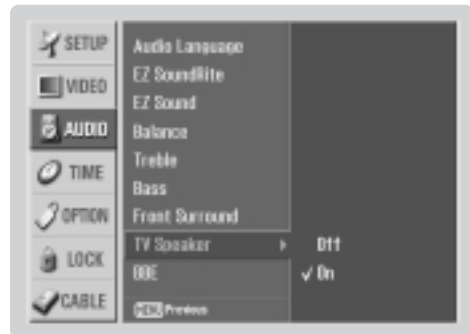 SETUP
VIDEO
AUDIO
TIME
OPTION
LOCK
CABLE
Audio Language
EZ SoundRite
EZ Sound
Balance
Treble
Bass
Front Surround
TV Speaker
BBE
MENU Previous
Off
✓ On